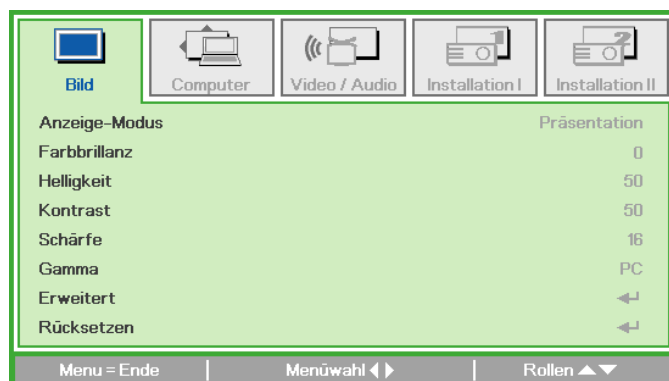 Bild
Computer
Video / Audio
Installation I
Installation II
Anzeige-Modus Präsentation
Farbbrillanz 0
Helligkeit 50
Kontrast 50
Schärfe 16
Gamma PC
Erweitert
Rücksetzen
Menu = Ende Menüwahl Rollen